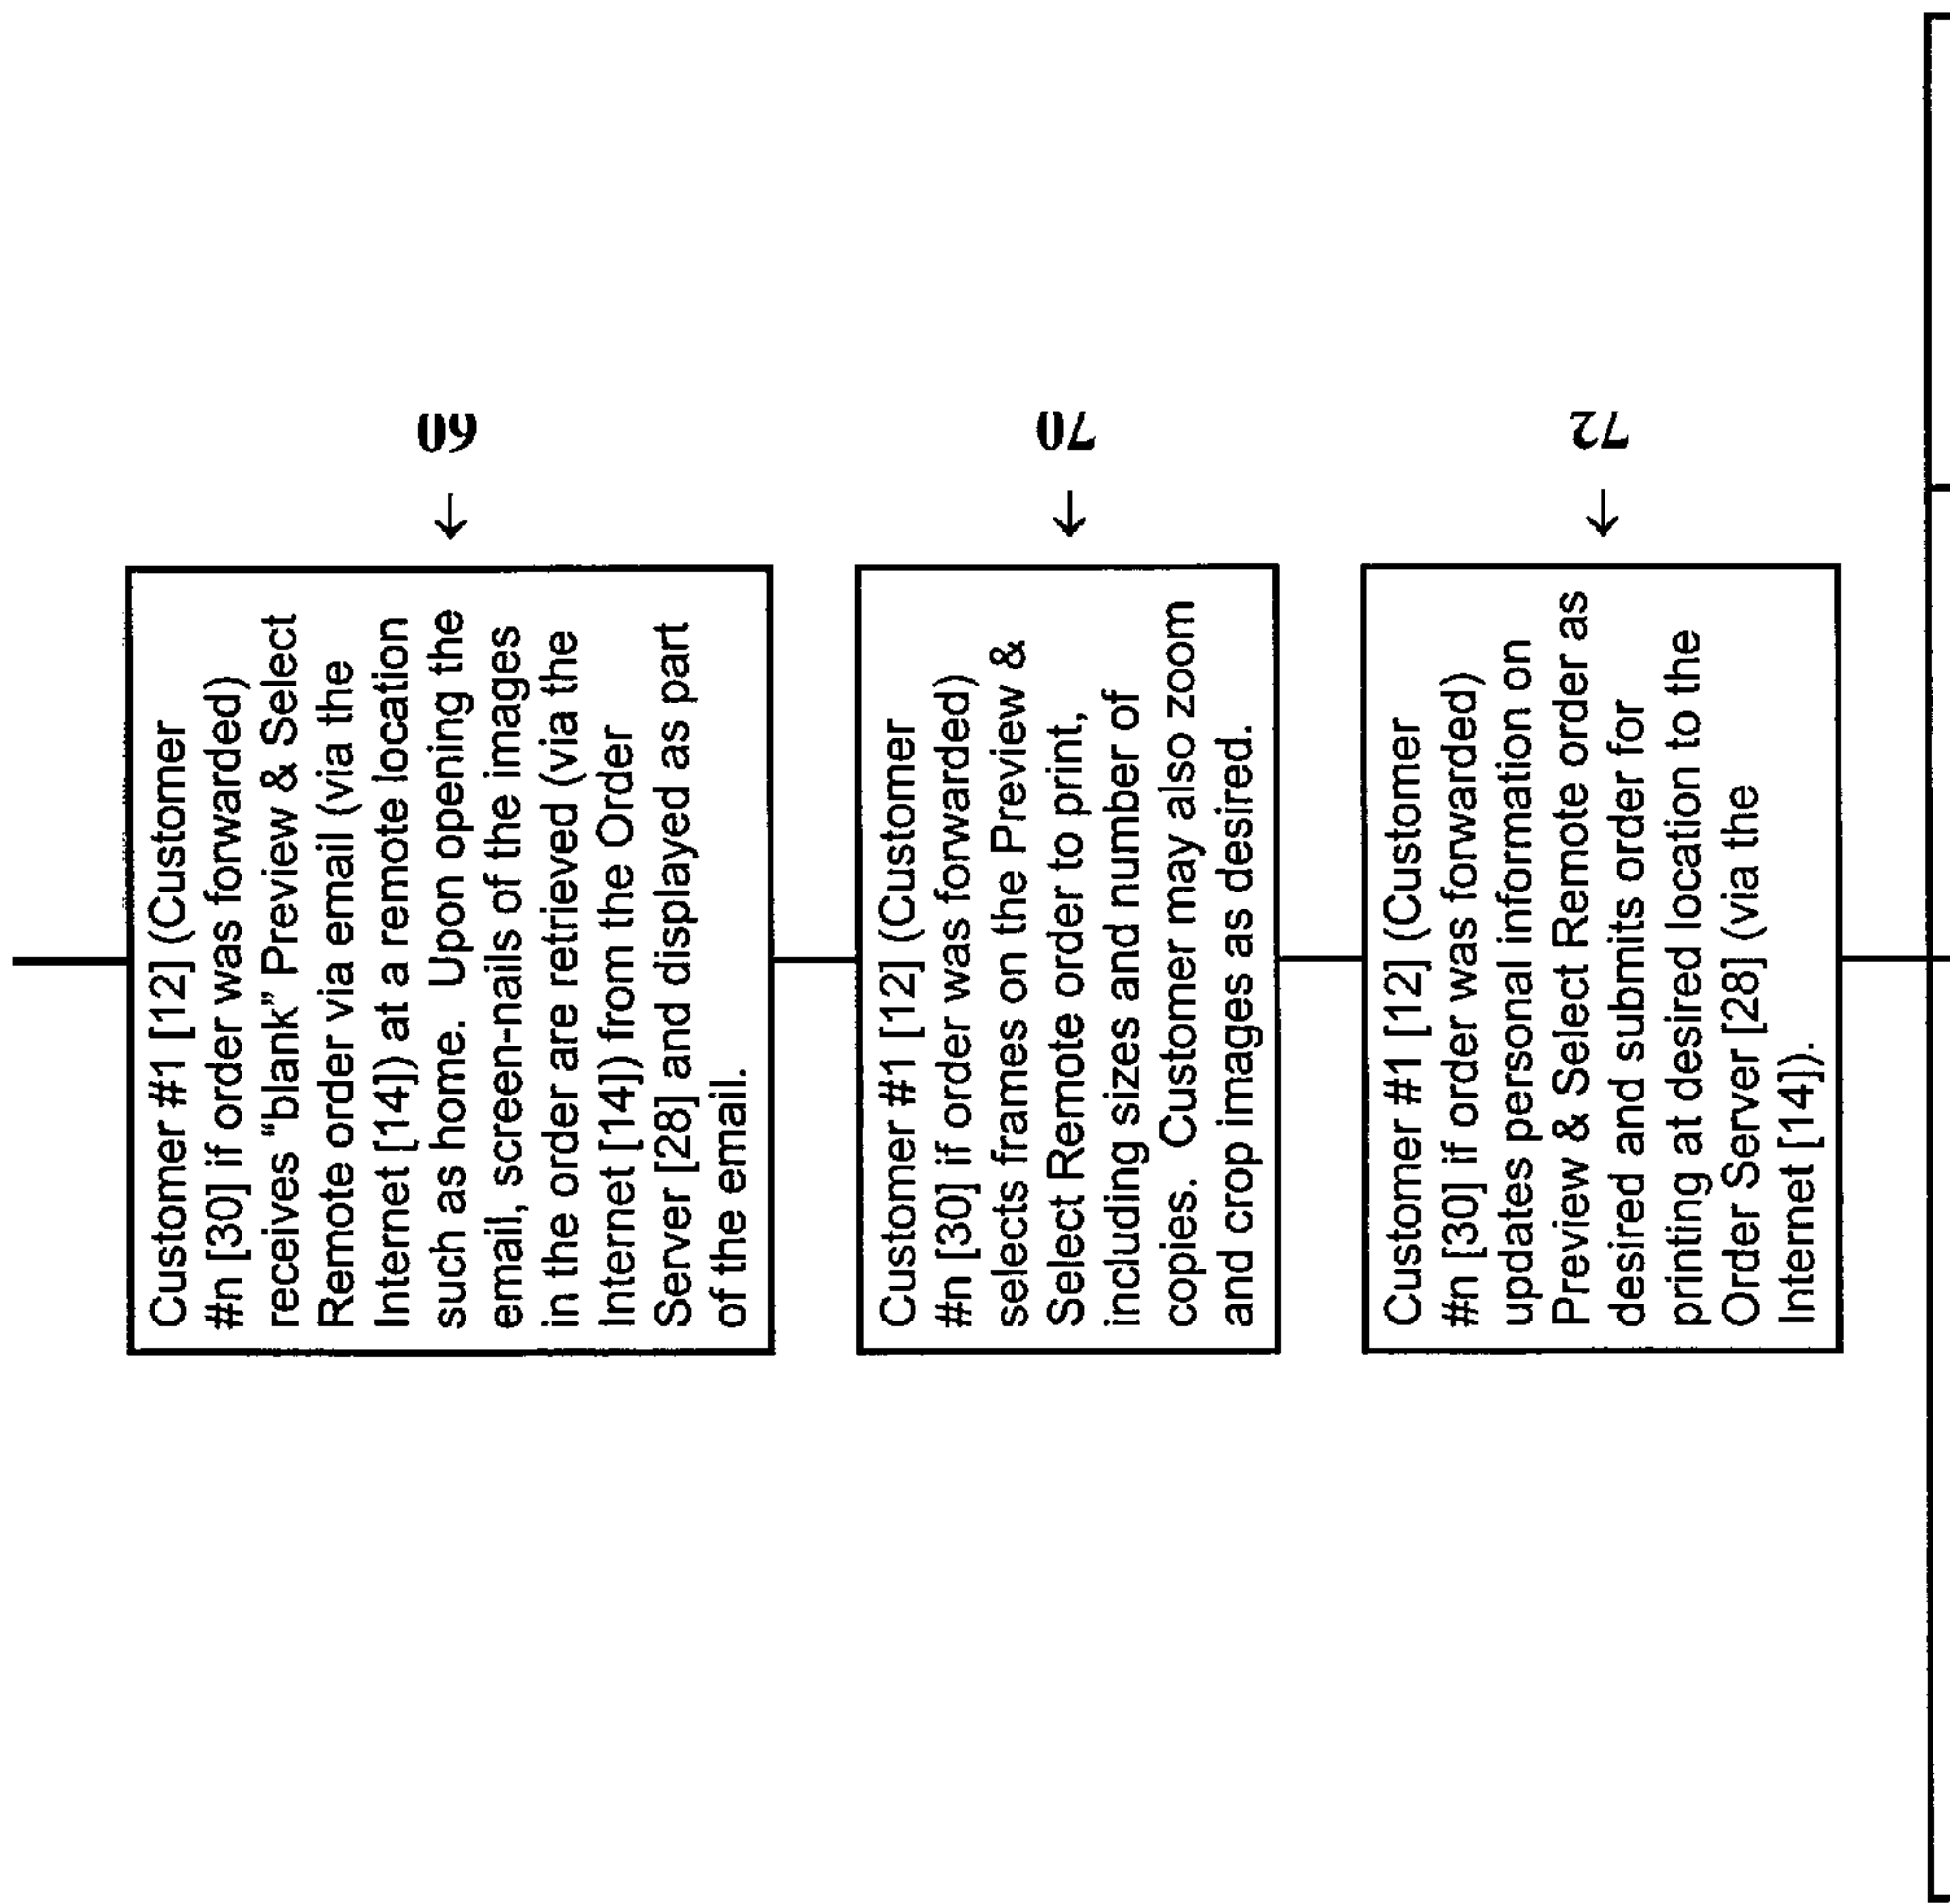 Customer #1 [12] (Customer
#n [30] if order was forwarded)
receives "blank" Preview & Select
Remote order via email (via the
Internet [14]) at a remote location
such as home.  Upon opening the
email, screen-nails of the images
in the order are retrieved (via the
Internet [14]) from the Order
Server [28] and displayed as part
of the email.
← 60
Customer #1 [12] (Customer
#n [30] if order was forwarded)
selects frames on the Preview &
Select Remote order to print,
including sizes and number of
copies.  Customer may also zoom
and crop images as desired.
← 70
Customer #1 [12] (Customer
#n [30] if order was forwarded)
updates personal information on
Preview & Select Remote order as
desired and submits order for
printing at desired location to the
Order Server [28] (via the
Internet [14]).
← 72